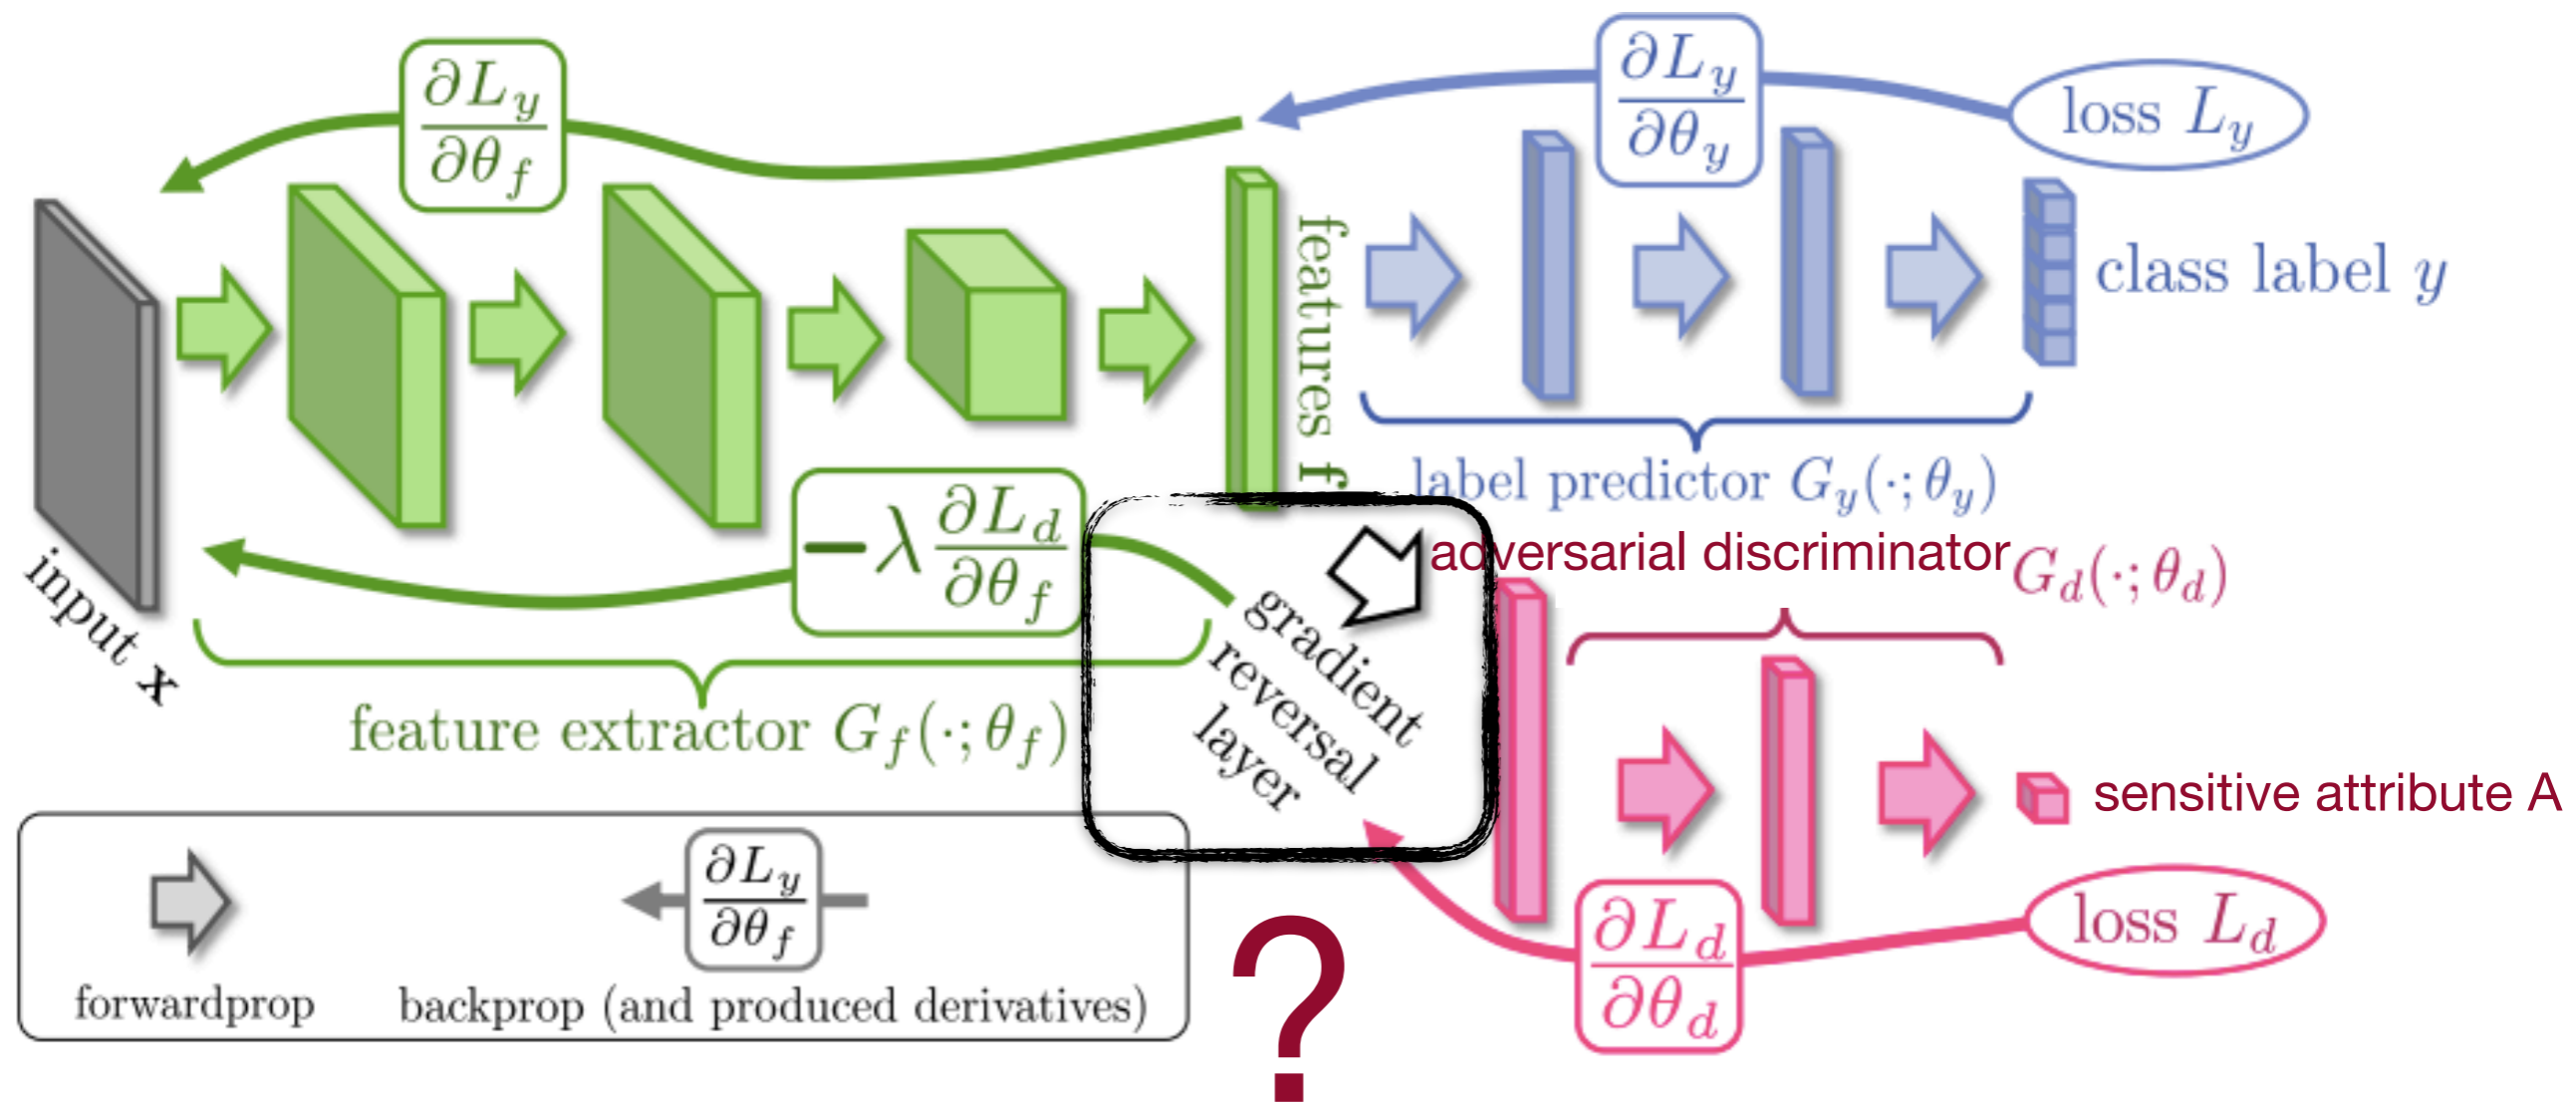 ∂L_y
∂θ_f
∂L_y
∂θ_y
loss L_y
features f
class label y
label predictor G_y(·; θ_y)
−λ ∂L_d
∂θ_f
input x
feature extractor G_f(·; θ_f)
gradient
reversal
layer
adversarial discriminator G_d(·; θ_d)
sensitive attribute A
loss L_d
∂L_d
∂θ_d
?
forwardprop
∂L_y
∂θ_f
backprop (and produced derivatives)